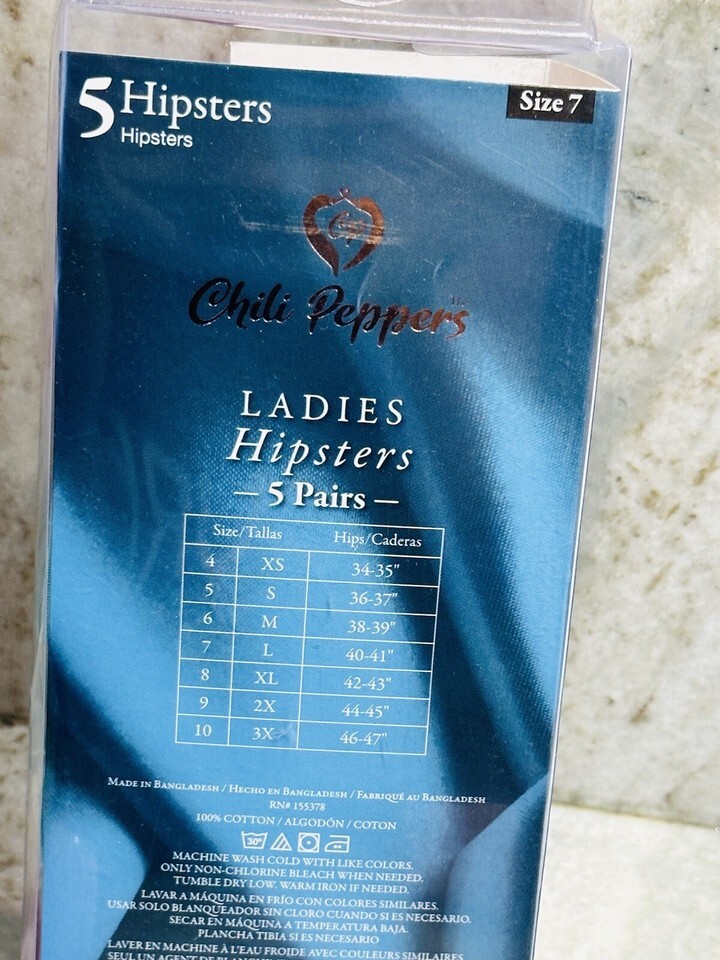 5 Hipsters
Hipsters
Size 7
Chili Peppers
LADIES
Hipsters
— 5 Pairs —
Size/Tallas Hips/Caderas
4 XS 34-35"
5 S 36-37"
6 M 38-39"
7 L 40-41"
8 XL 42-43"
9 2X 44-45"
10 3X 46-47"
MADE IN BANGLADESH / HECHO EN BANGLADESH / FABRIQUÉ AU BANGLADESH
RN# 155378
100% COTTON / ALGODÓN / COTON
30°
MACHINE WASH COLD WITH LIKE COLORS.
ONLY NON-CHLORINE BLEACH WHEN NEEDED.
TUMBLE DRY LOW. WARM IRON IF NEEDED.
LAVAR A MÁQUINA EN FRÍO CON COLORES SIMILARES.
USAR SOLO BLANQUEADOR SIN CLORO CUANDO SI ES NECESARIO.
SECAR EN MÁQUINA A TEMPERATURA BAJA.
PLANCHA TIBIA SI ES NECESARIO
LAVER EN MACHINE À L'EAU FROIDE AVEC COULEURS SIMILAIRES
SEUL UN AGENT DE